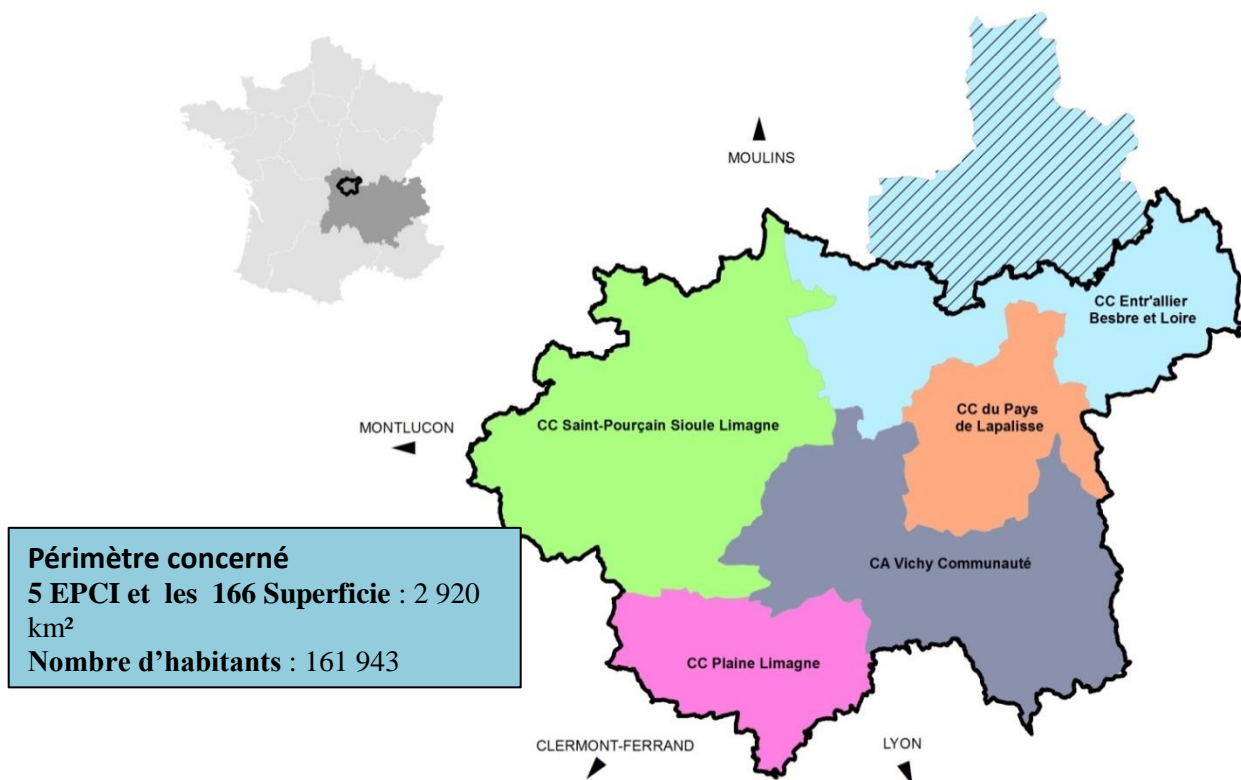 MOULINS
CC Entr'allier
Besbre et Loire
MONTLUCON
CC Saint-Pourçain Sioule Limagne
CC du Pays
de Lapalisse
Périmètre concerné
5 EPCI et les 166 Superficie : 2 920
km²
Nombre d’habitants : 161 943
CA Vichy Communauté
CC Plaine Limagne
CLERMONT-FERRAND
LYON